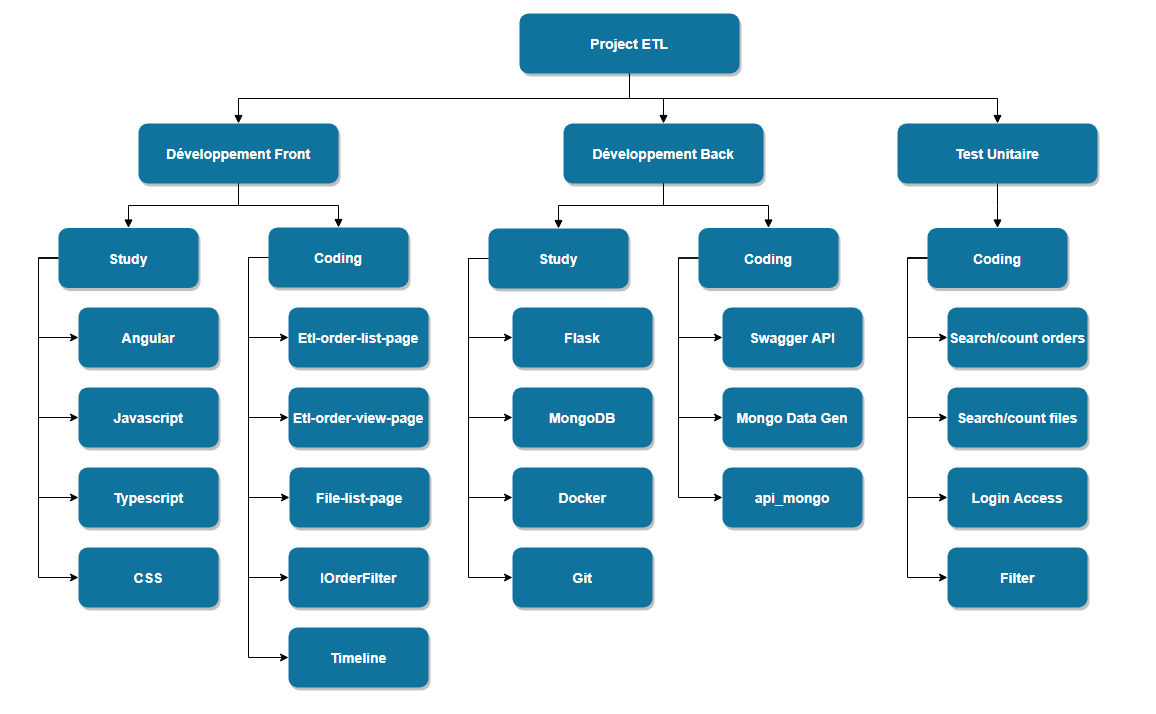 Project ETL
Développement Front
Développement Back
Test Unitaire
Study
Coding
Study
Coding
Coding
Angular
Etl-order-list-page
Flask
Swagger API
Search/count orders
Javascript
Etl-order-view-page
MongoDB
Mongo Data Gen
Search/count files
Typescript
File-list-page
Docker
api_mongo
Login Access
CSS
IOrderFilter
Git
Filter
Timeline